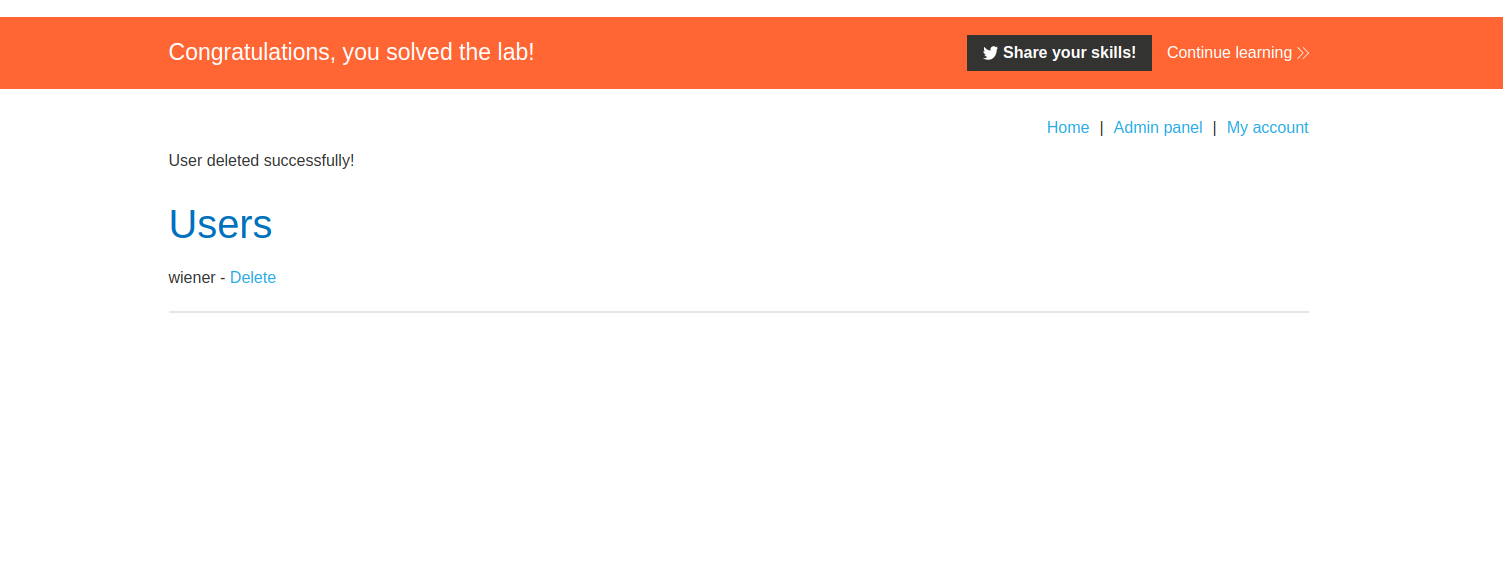 Congratulations, you solved the lab!
Share your skills!
Continue learning
Home | Admin panel | My account
User deleted successfully!
Users
wiener - Delete